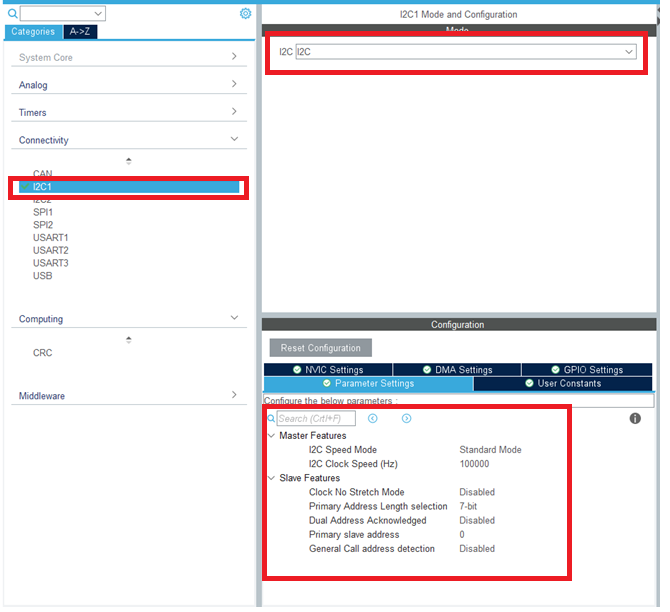 Categories A->Z
System Core
Analog
Timers
Connectivity
CAN
I2C1
I2C2
SPI1
SPI2
USART1
USART2
USART3
USB
Computing
CRC
Middleware
I2C1 Mode and Configuration
Mode
I2C I2C
Configuration
Reset Configuration
NVIC Settings DMA Settings GPIO Settings
Parameter Settings User Constants
Configure the below parameters :
Search (Crtl+F)
Master Features
I2C Speed Mode Standard Mode
I2C Clock Speed (Hz) 100000
Slave Features
Clock No Stretch Mode Disabled
Primary Address Length selection 7-bit
Dual Address Acknowledged Disabled
Primary slave address 0
General Call address detection Disabled